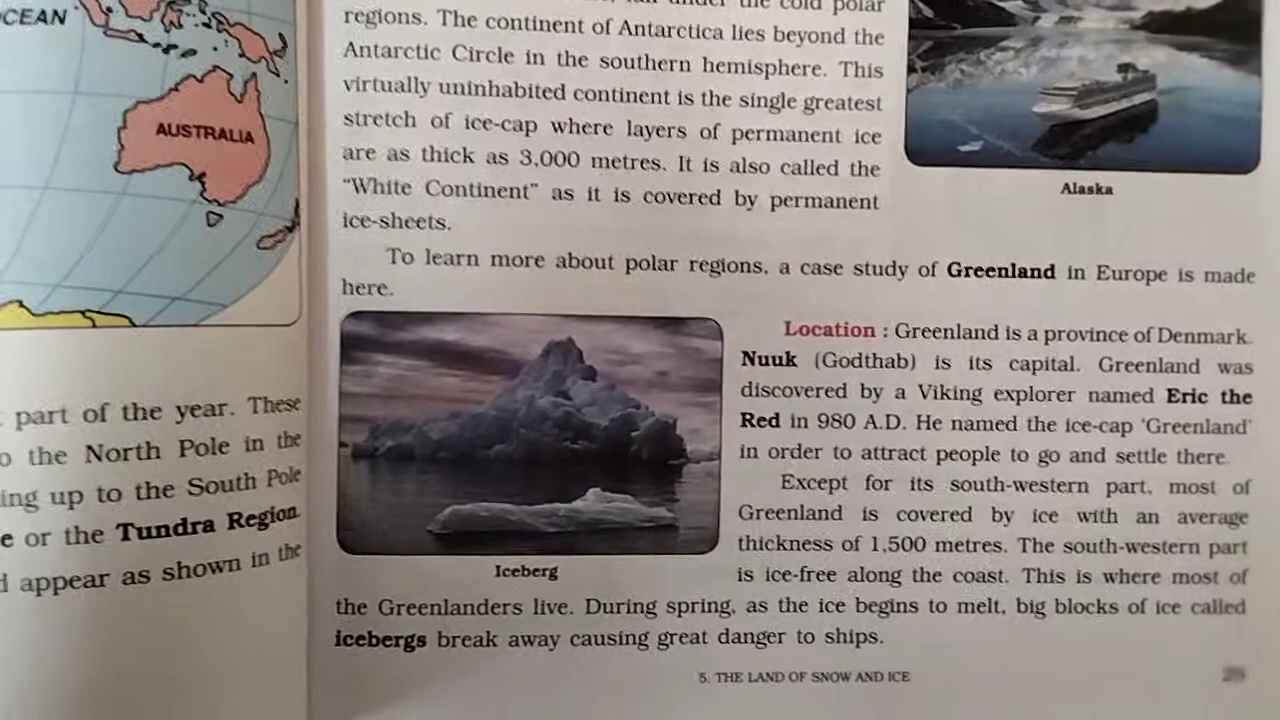 OCEAN
AUSTRALIA
part of the year. These
the North Pole in the
ing up to the South Pole
or the Tundra Region.
appear as shown in the
under the cold polar
regions. The continent of Antarctica lies beyond the
Antarctic Circle in the southern hemisphere. This
virtually uninhabited continent is the single greatest
stretch of ice-cap where layers of permanent ice
are as thick as 3,000 metres. It is also called the
“White Continent” as it is covered by permanent
ice-sheets.
Alaska
To learn more about polar regions, a case study of Greenland in Europe is made
here.
Iceberg
Location : Greenland is a province of Denmark.
Nuuk (Godthab) is its capital. Greenland was
discovered by a Viking explorer named Eric the
Red in 980 A.D. He named the ice-cap 'Greenland'
in order to attract people to go and settle there.
Except for its south-western part, most of
Greenland is covered by ice with an average
thickness of 1,500 metres. The south-western part
is ice-free along the coast. This is where most of
the Greenlanders live. During spring, as the ice begins to melt, big blocks of ice called
icebergs break away causing great danger to ships.
5. THE LAND OF SNOW AND ICE